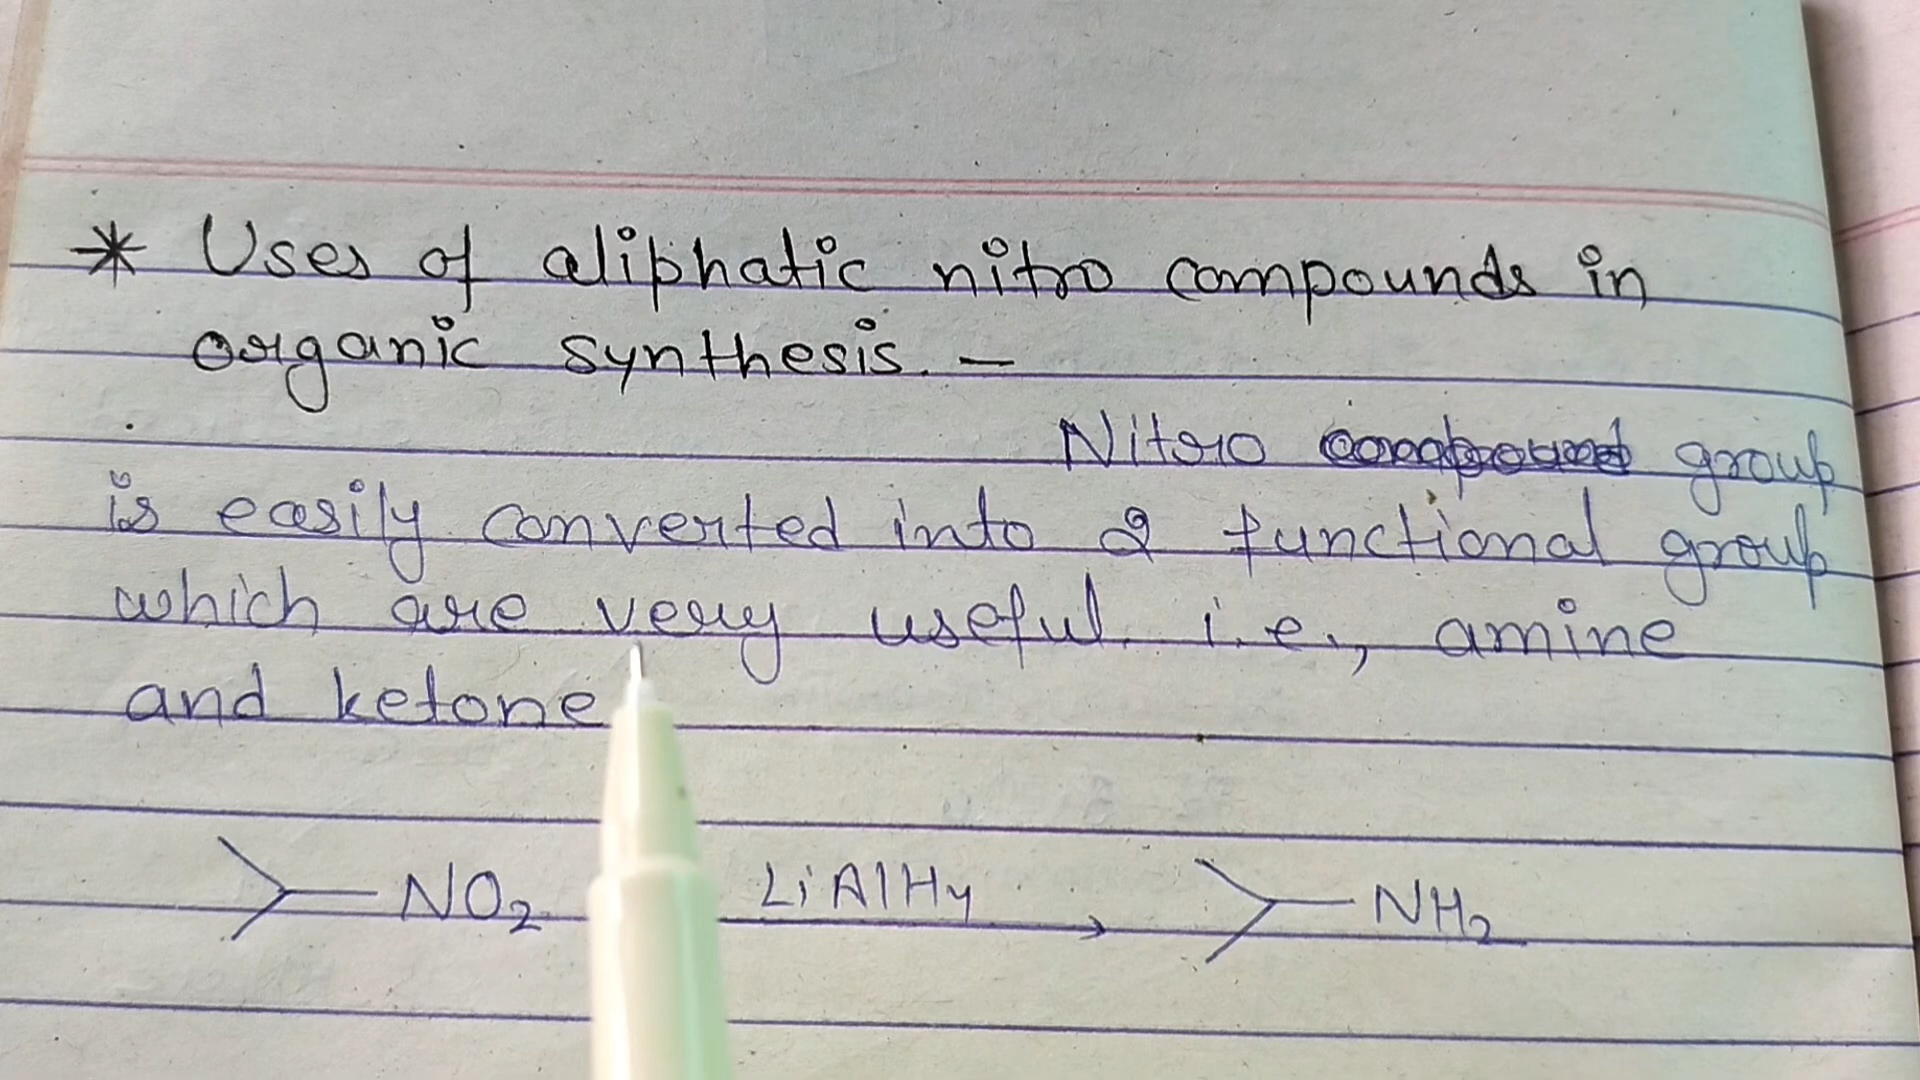 * Uses of aliphatic nitro compounds in
organic synthesis. —
Nitro compound group
is easily converted into 2 functional group
which are very useful. i.e., amine
and ketone
NO2 LiAlH4 NH2